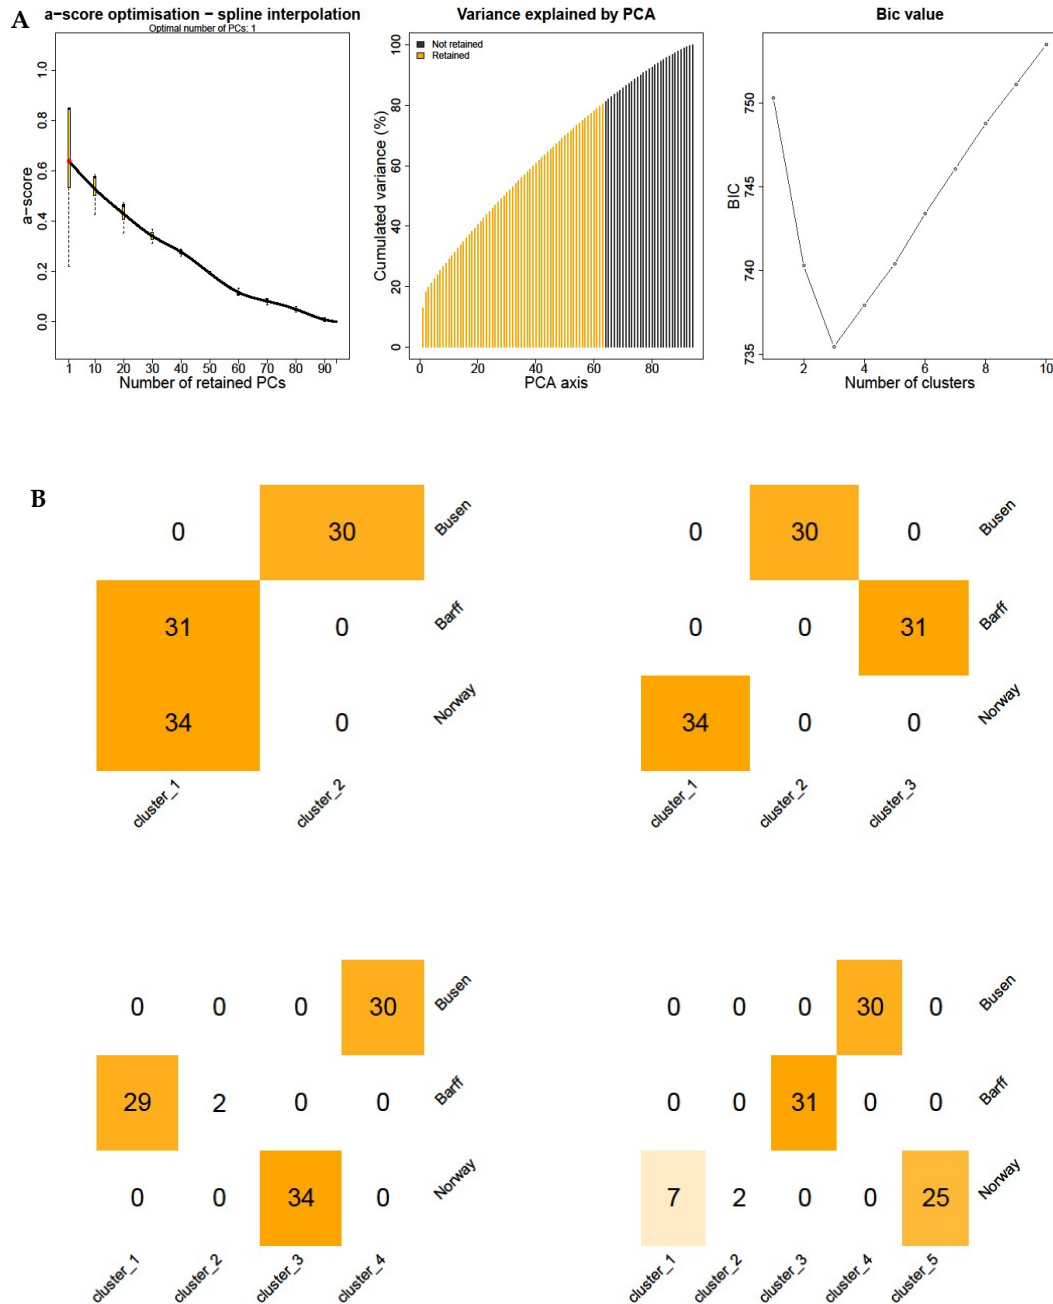 A
a−score optimisation − spline interpolation
Optimal number of PCs: 1
a−score
0.0 0.2 0.4 0.6 0.8 1.0
1 10 20 30 40 50 60 70 80 90
Number of retained PCs
Variance explained by PCA
Not retained
Retained
Cumulated variance (%)
0 20 40 60 80 100
0 20 40 60 80
PCA axis
Bic value
BIC
735 740 745 750
2 4 6 8 10
Number of clusters
B
0 30 Busen
31 0 Barff
34 0 Norway
cluster_1 cluster_2
0 30 0 Busen
0 0 31 Barff
34 0 0 Norway
cluster_1 cluster_2 cluster_3
0 0 0 30 Busen
29 2 0 0 Barff
0 0 34 0 Norway
cluster_1 cluster_2 cluster_3 cluster_4
0 0 0 30 0 Busen
0 0 31 0 0 Barff
7 2 0 0 25 Norway
cluster_1 cluster_2 cluster_3 cluster_4 cluster_5